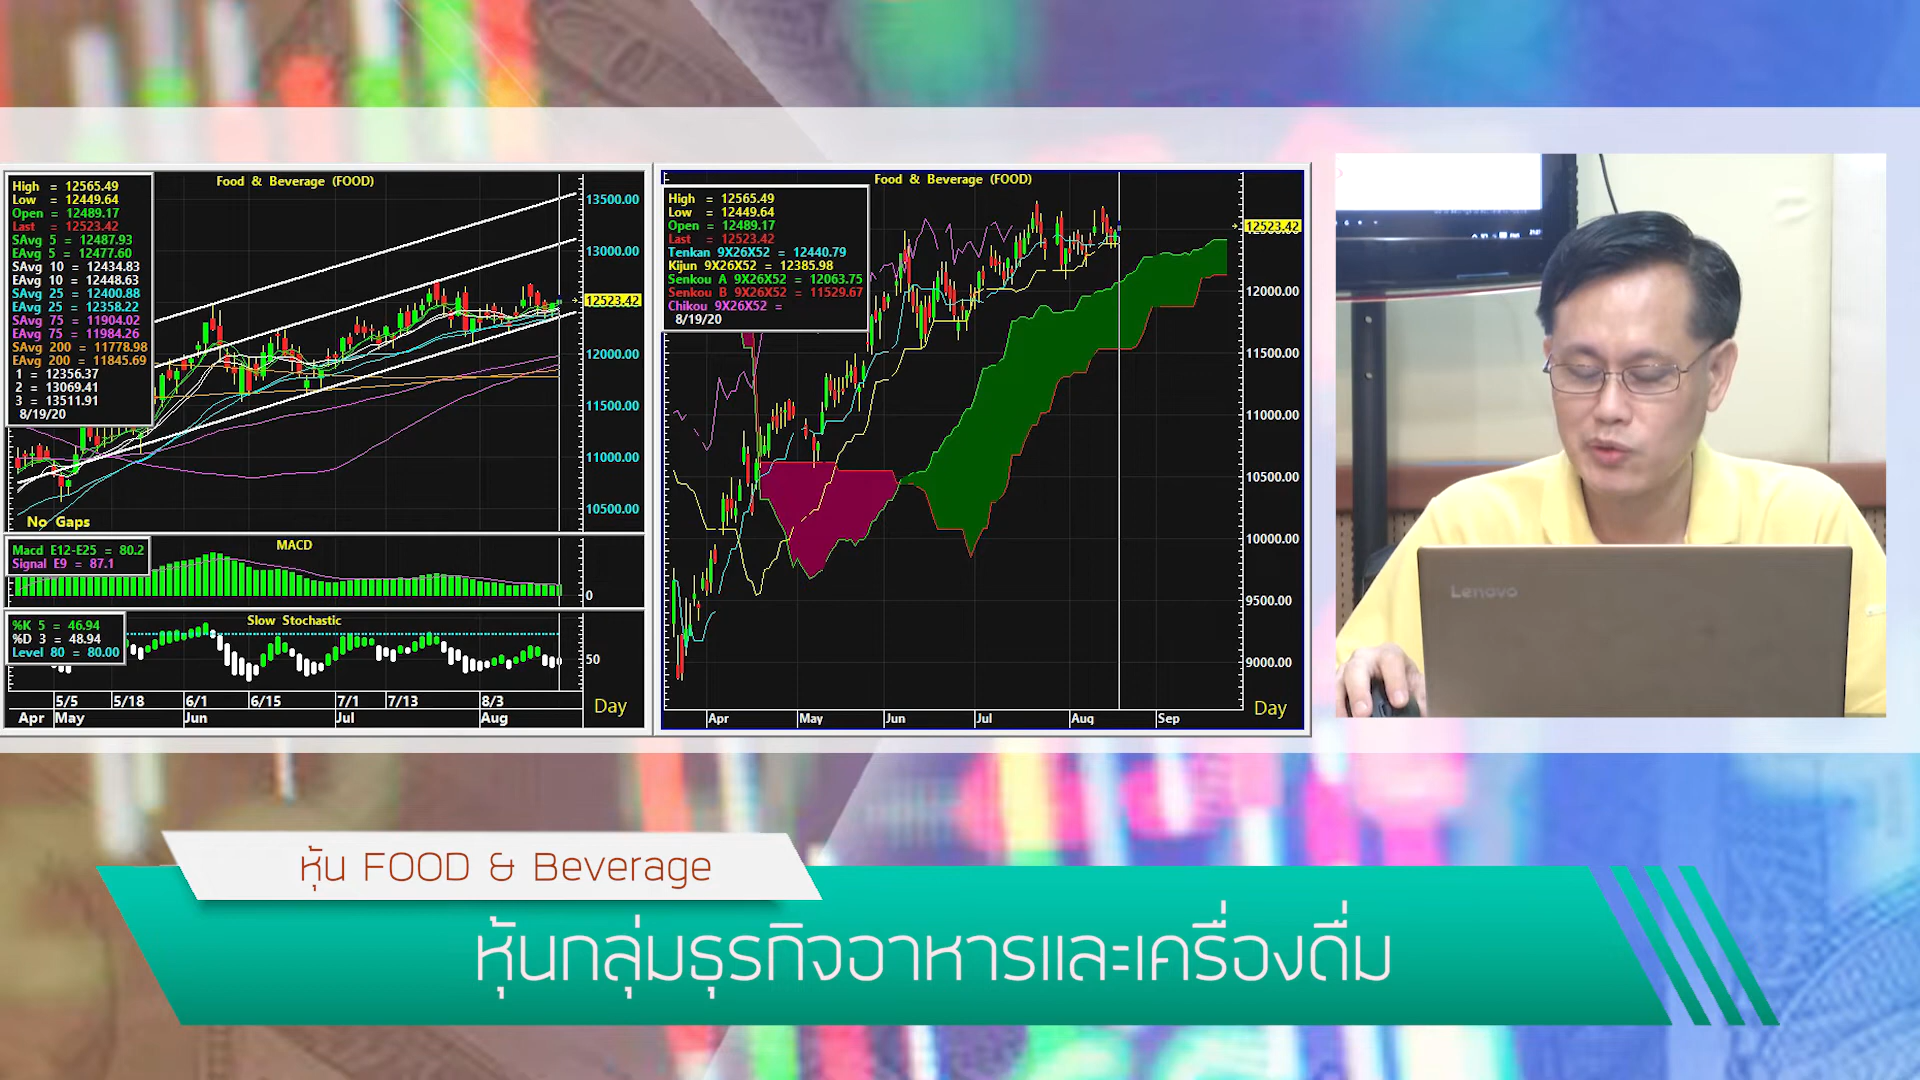 Food & Beverage (FOOD)
High = 12565.49
Low = 12449.64
Open = 12489.17
Last = 12523.42
SAvg 5 = 12487.93
EAvg 5 = 12477.60
SAvg 10 = 12434.83
EAvg 10 = 12448.63
SAvg 25 = 12400.88
EAvg 25 = 12358.22
SAvg 75 = 11904.02
EAvg 75 = 11984.26
SAvg 200 = 11778.98
EAvg 200 = 11845.69
1 = 12356.37
2 = 13069.41
3 = 13511.91
8/19/20
13500.00
13000.00
12523.42
12000.00
11500.00
11000.00
10500.00
No Gaps
MACD
Macd E12-E25 = 80.2
Signal E9 = 87.1
0
Slow Stochastic
%K 5 = 46.94
%D 3 = 48.94
Level 80 = 80.00
50
5/5 5/18 6/1 6/15 7/1 7/13 8/3
Apr May Jun Jul Aug
Day
Food & Beverage (FOOD)
High = 12565.49
Low = 12449.64
Open = 12489.17
Last = 12523.42
Tenkan 9X26X52 = 12440.79
Kijun 9X26X52 = 12385.98
Senkou A 9X26X52 = 12063.75
Senkou B 9X26X52 = 11529.67
Chikou 9X26X52 =
8/19/20
12523.42
12000.00
11500.00
11000.00
10500.00
10000.00
9500.00
9000.00
Apr May Jun Jul Aug Sep
Day
Lenovo
หุ้น FOOD & Beverage
หุ้นกลุ่มธุรกิจอาหารและเครื่องดื่ม